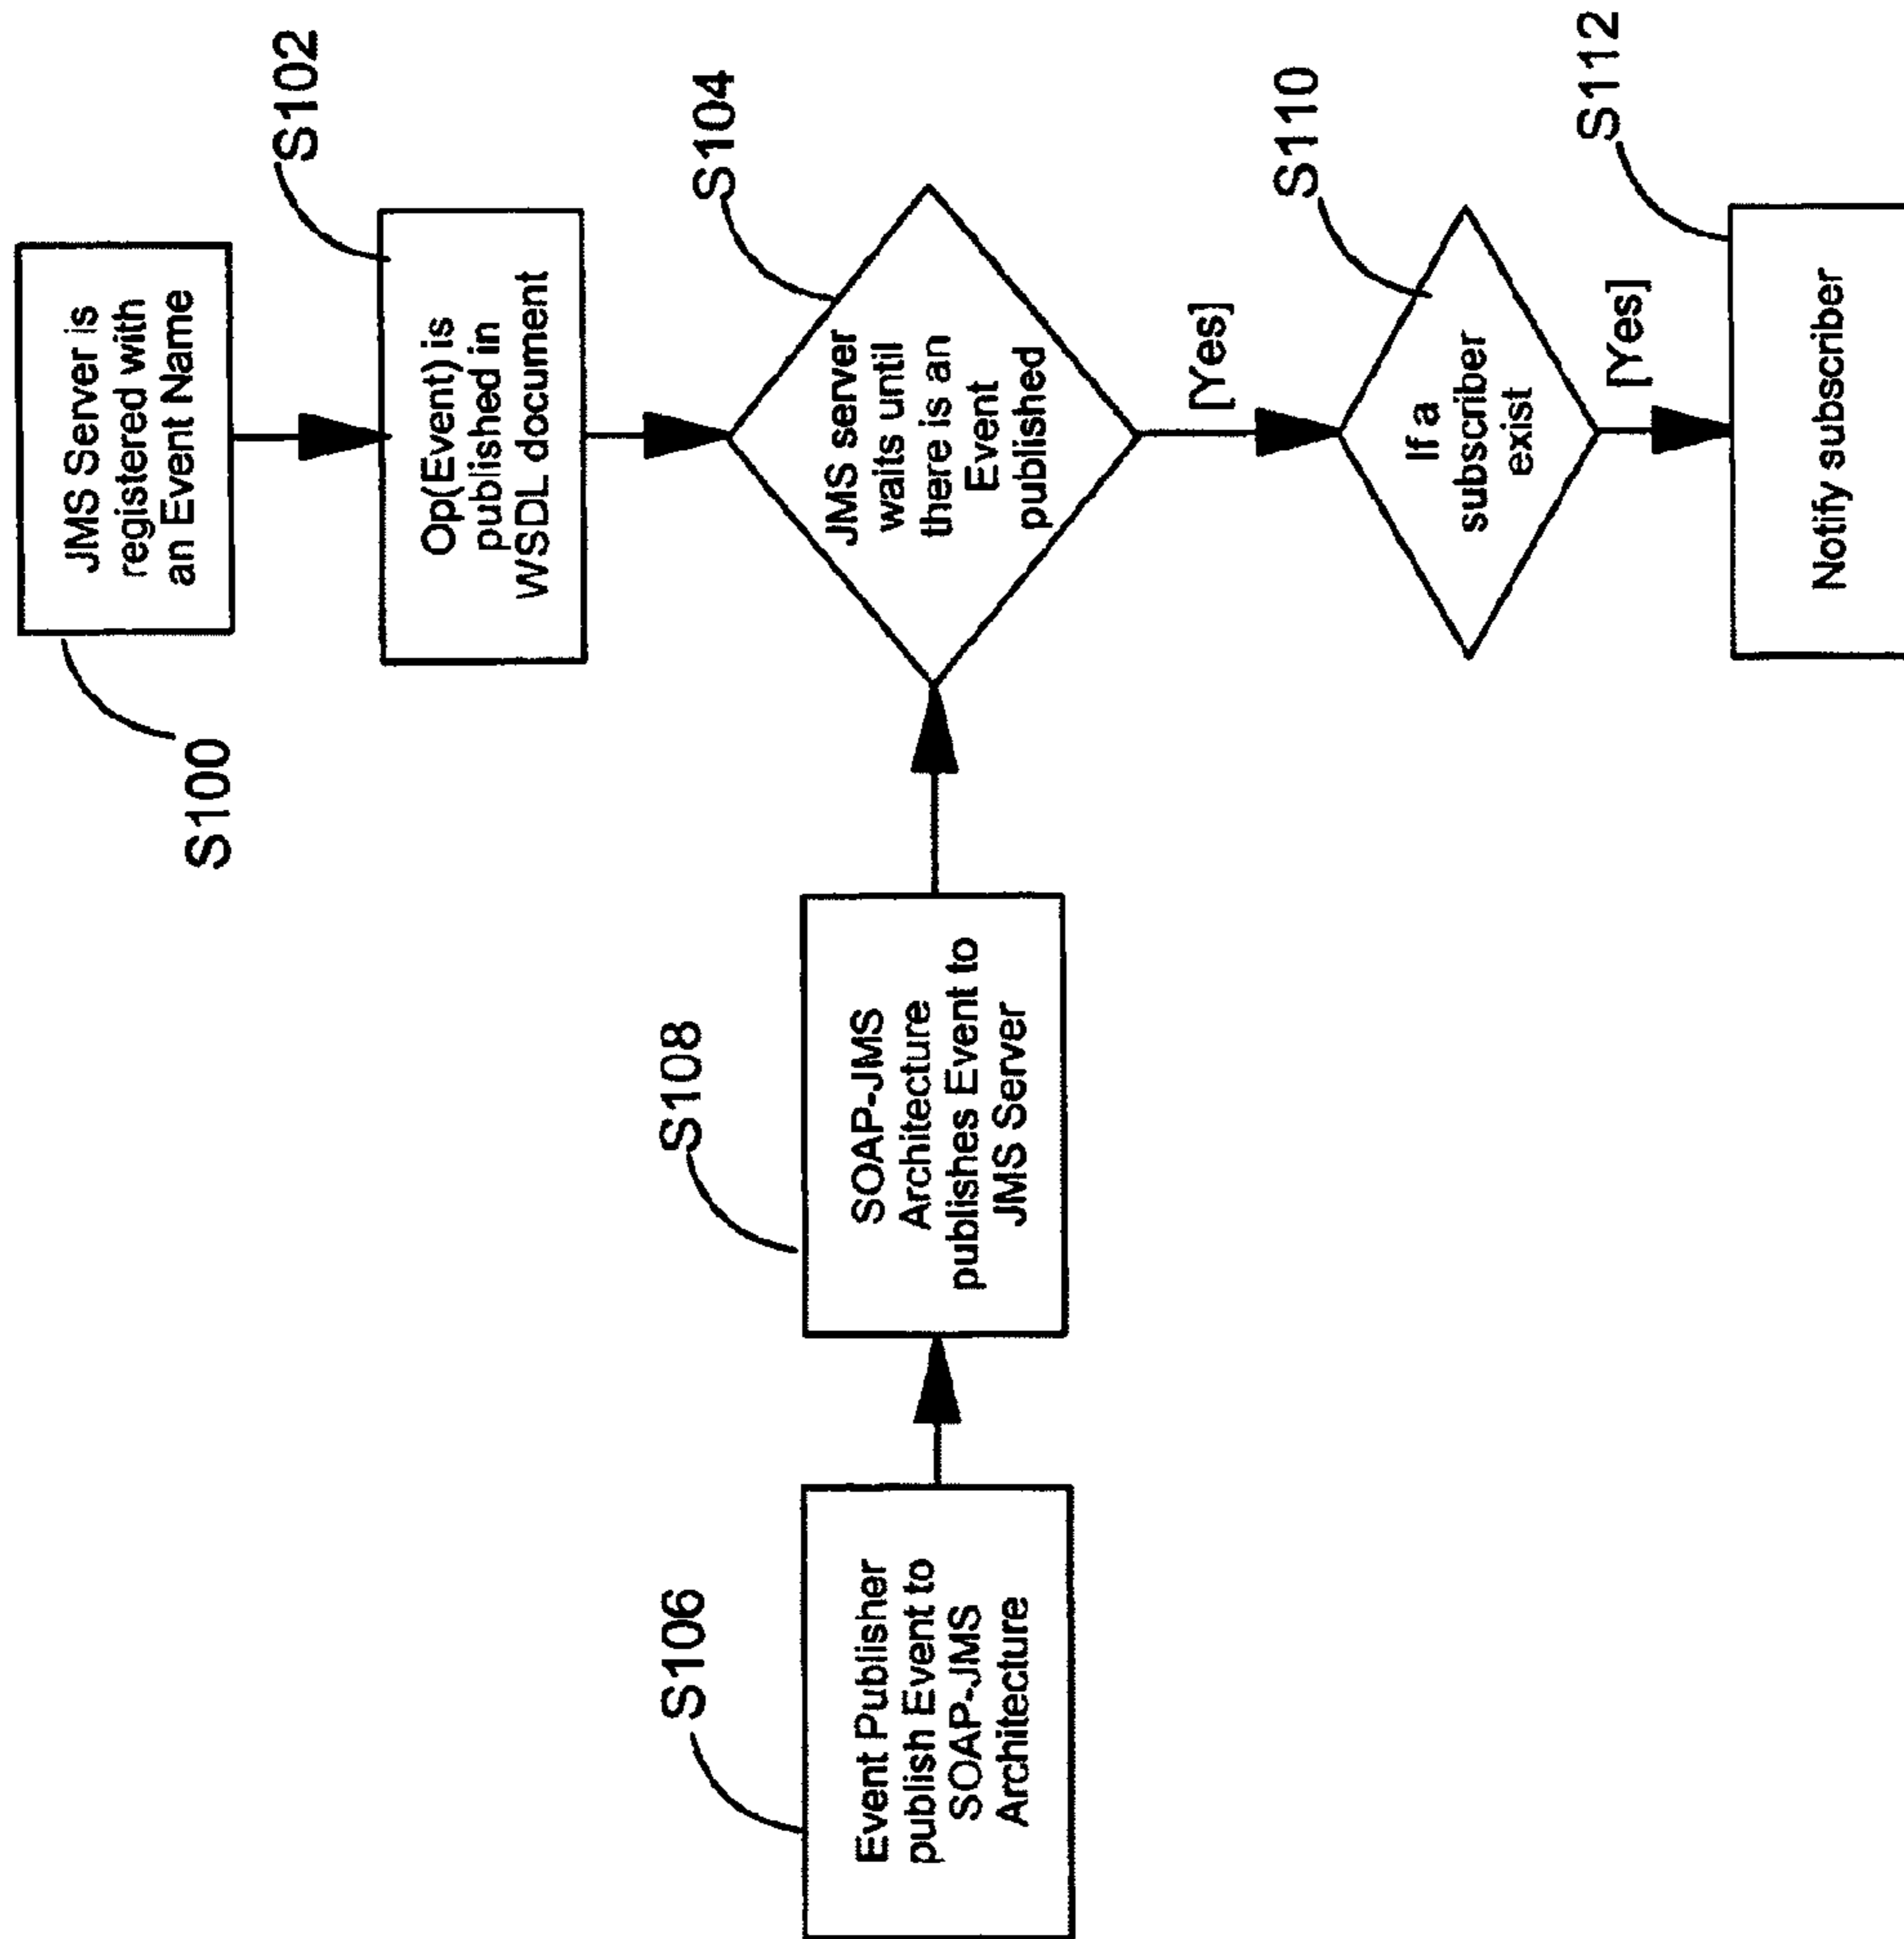 S100
JMS Server is
registered with
an Event Name
S102
Op(Event) is
published in
WSDL document
S104
JMS server
waits until
there is an
Event
published
[Yes]
S106
Event Publisher
publish Event to
SOAP-JMS
Architecture
S108
SOAP-JMS
Architecture
publishes Event to
JMS Server
S110
If a
subscriber
exist
[Yes]
S112
Notify subscriber